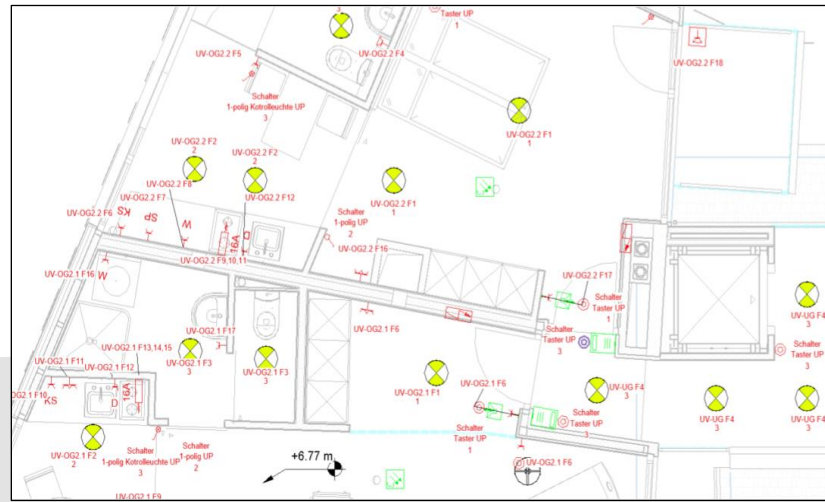 3
Schalter
Taster UP
1
UV-OG2.2 F4
UV-OG2.2 F5
UV-OG2.2 F18
Schalter
1-polig Kotrolleuchte UP
3
UV-OG2.2 F1
1
UV-OG2.2 F2
2
UV-OG2.2 F2
2
UV-OG2.2 F8
UV-OG2.2 F7
UV-OG2.2 F12
UV-OG2.2 F1
1
UV-OG2.2 F6
KS
SP
W
16A
D
Schalter
1-polig UP
2
UV-OG2.2 F16
UV-OG2.2 F9,10,11
UV-OG2.1 F16
W
UV-OG2.2 F17
Schalter
Taster UP
1
UV-UG F4
3
UV-OG2.1 F17
UV-OG2.1 F6
Schalter
Taster UP
3
Schalter
Taster UP
3
UV-OG2.1 F13,14,15
UV-OG2.1 F11
UV-OG2.1 F12
UV-OG2.1 F3
3
UV-OG2.1 F3
3
UV-OG2.1 F1
1
UV-OG2.1 F6
UV-UG F4
3
UV-UG F4
3
UV-UG F4
3
OG2.1 F10
KS
D
16A
Schalter
Taster UP
1
Schalter
Taster UP
3
UV-OG2.1 F2
2
Schalter
1-polig Kotrolleuchte UP
3
Schalter
1-polig UP
2
+6.77 m
UV-OG2.1 F6
UV-OG2.1 F9